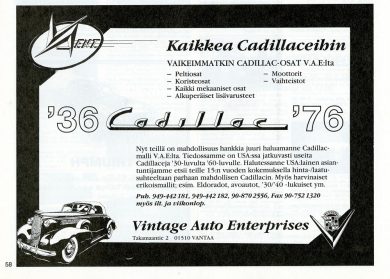 V.A.E:lta
Kaikkea Cadillaceihin
VAIKEIMMATKIN CADILLAC-OSAT V.A.E:lta
– Peltiosat
– Koristeosat
– Kaikki mekaaniset osat
– Alkuperäiset lisävarusteet
– Moottorit
– Vaihteistot
'36 Cadillac '76
Nyt teillä on mahdollisuus hankkia juuri haluamanne Cadillac-
malli V.A.E:lta. Tiedossamme on USA:ssa jatkuvasti useita
Cadillaceja '30-luvulta '60-luvulle. Halutessanne USA:lainen asian-
tuntijamme etsii teille 15:n vuoden kokemuksella hinta-/laatu-
suhteeltaan parhaan mahdollisen Cadillacin. Myös harvinaiset
erikoismallit; esim. Eldoradot, avoautot, '30/'40 -lukuiset ym.
Puh. 949-442 181, 949-442 182, 90-870 2556, Fax 90-752 1320
myös ilt. ja viikonlop.
Vintage Auto Enterprises
Takamaantie 2 01510 VANTAA
58